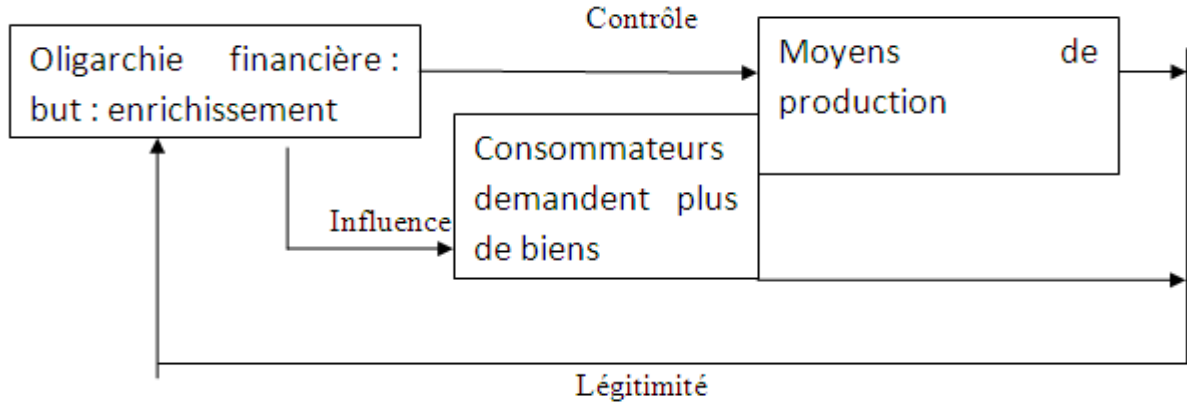 Contrôle
Oligarchie financière :
but : enrichissement
Moyens de
production
Consommateurs
demandent plus
de biens
Influence
Légitimité